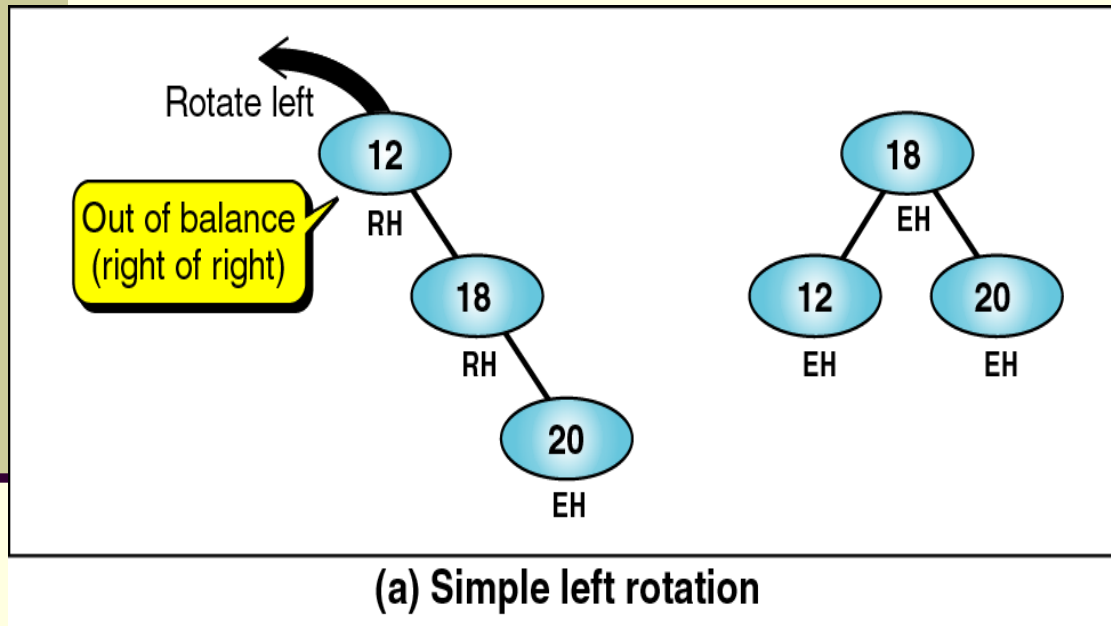 Rotate left
12
Out of balance
(right of right)
RH
18
RH
20
EH
18
EH
12
EH
20
EH
(a) Simple left rotation